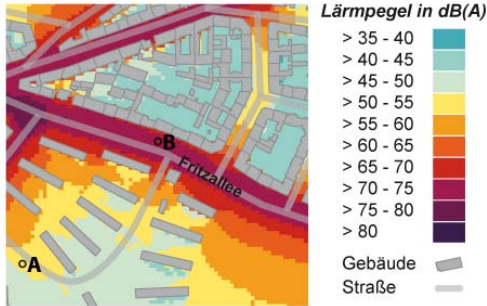 Lärmpegel in dB(A)
> 35 - 40
> 40 - 45
> 45 - 50
> 50 - 55
> 55 - 60
> 60 - 65
> 65 - 70
> 70 - 75
> 75 - 80
> 80
Gebäude
Straße
B
Fritzallee
A